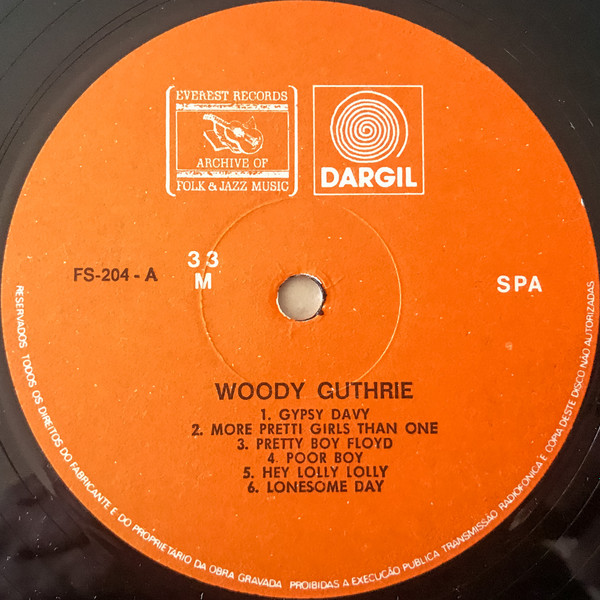 EVEREST RECORDS
ARCHIVE OF
FOLK & JAZZ MUSIC
DARGIL
FS-204 - A
33
M
SPA
WOODY GUTHRIE
1. GYPSY DAVY
2. MORE PRETTI GIRLS THAN ONE
3. PRETTY BOY FLOYD
4. POOR BOY
5. HEY LOLLY LOLLY
6. LONESOME DAY
RESERVADOS TODOS OS DIREITOS DO FABRICANTE E DO PROPRIETÁRIO DA OBRA GRAVADA PROIBIDAS A EXECUÇÃO PUBLICA TRANSMISSÃO RADIOFONICA E COPIA DESTE DISCO NÃO AUTORIZADAS